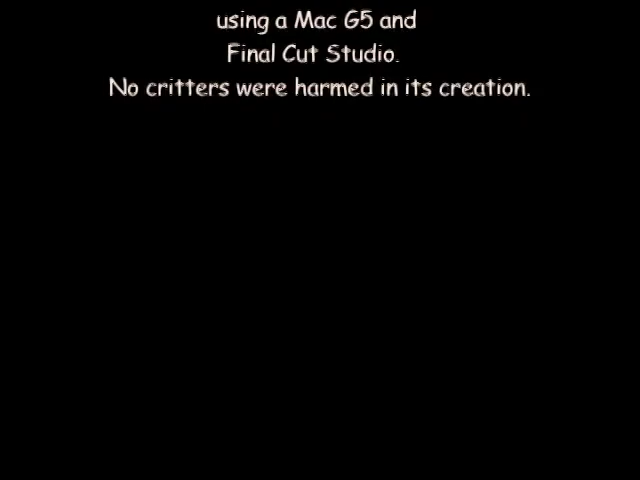 using a Mac G5 and
Final Cut Studio.
No critters were harmed in its creation.